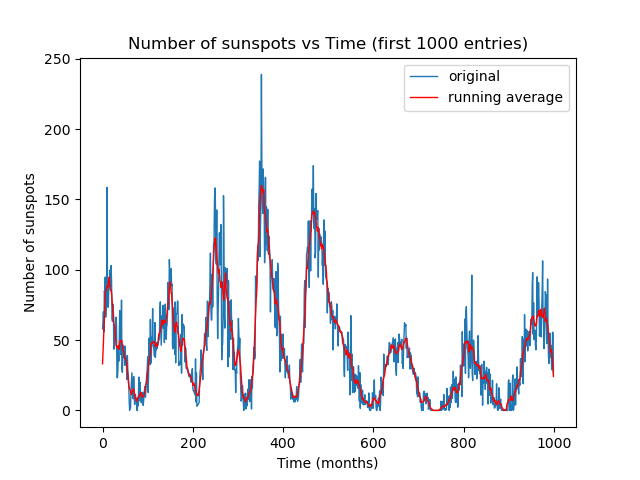 Number of sunspots vs Time (first 1000 entries)
original
running average
250
200
150
100
50
0
Number of sunspots
0 200 400 600 800 1000
Time (months)